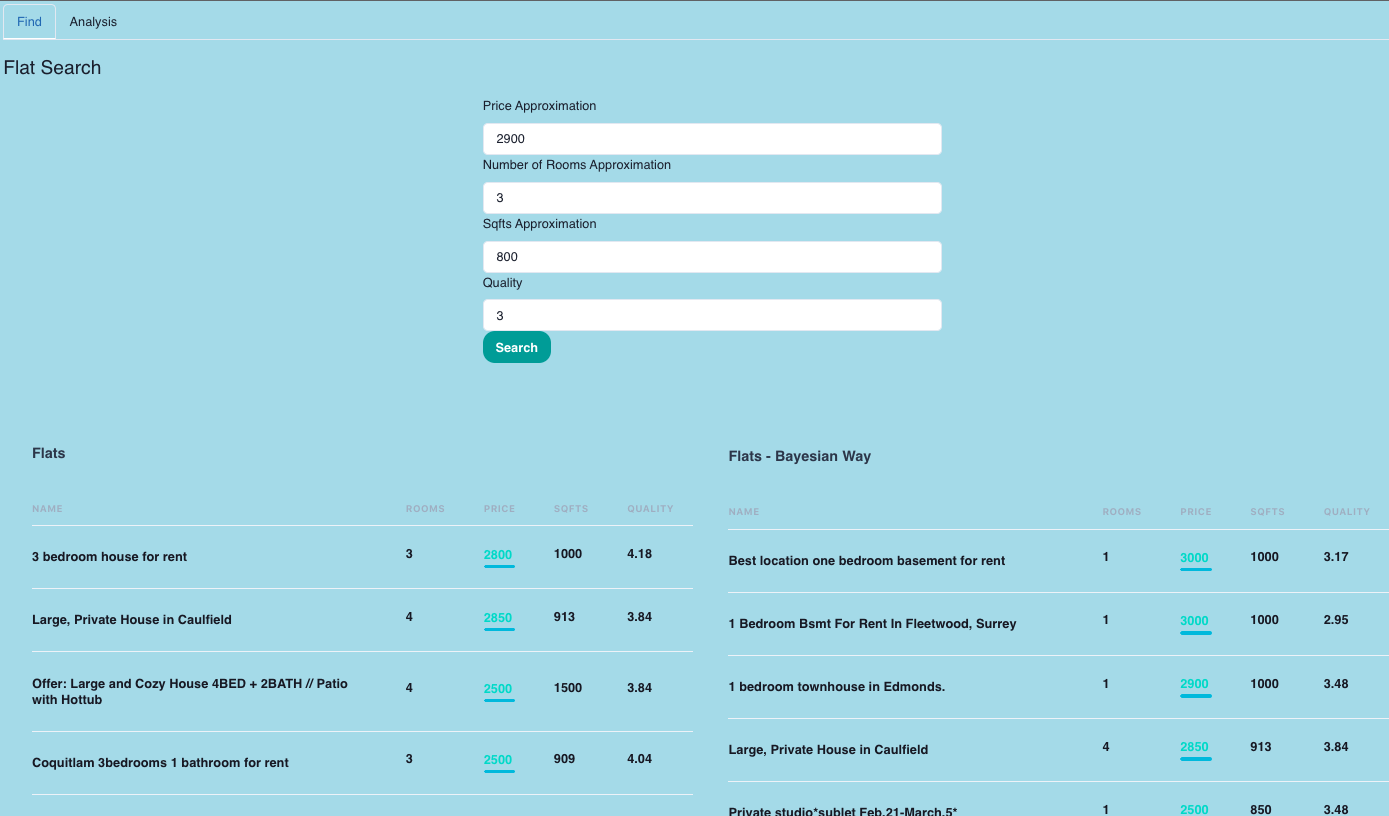 Find Analysis
Flat Search
Price Approximation
2900
Number of Rooms Approximation
3
Sqfts Approximation
800
Quality
3
Search
Flats
NAME ROOMS PRICE SQFTS QUALITY
3 bedroom house for rent 3 2800 1000 4.18
Large, Private House in Caulfield 4 2850 913 3.84
Offer: Large and Cozy House 4BED + 2BATH // Patio
with Hottub 4 2500 1500 3.84
Coquitlam 3bedrooms 1 bathroom for rent 3 2500 909 4.04
Flats - Bayesian Way
NAME ROOMS PRICE SQFTS QUALITY
Best location one bedroom basement for rent 1 3000 1000 3.17
1 Bedroom Bsmt For Rent In Fleetwood, Surrey 1 3000 1000 2.95
1 bedroom townhouse in Edmonds. 1 2900 1000 3.48
Large, Private House in Caulfield 4 2850 913 3.84
Private studio*sublet Feb.21-March.5* 1 2500 850 3.48